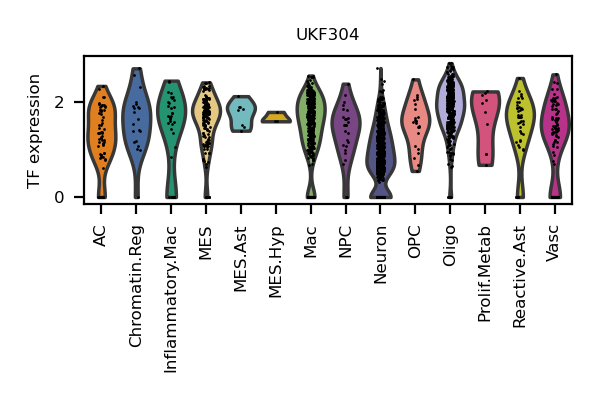 UKF304
TF expression
2
0
AC
Chromatin.Reg
Inflammatory.Mac
MES
MES.Ast
MES.Hyp
Mac
NPC
Neuron
OPC
Oligo
Prolif.Metab
Reactive.Ast
Vasc